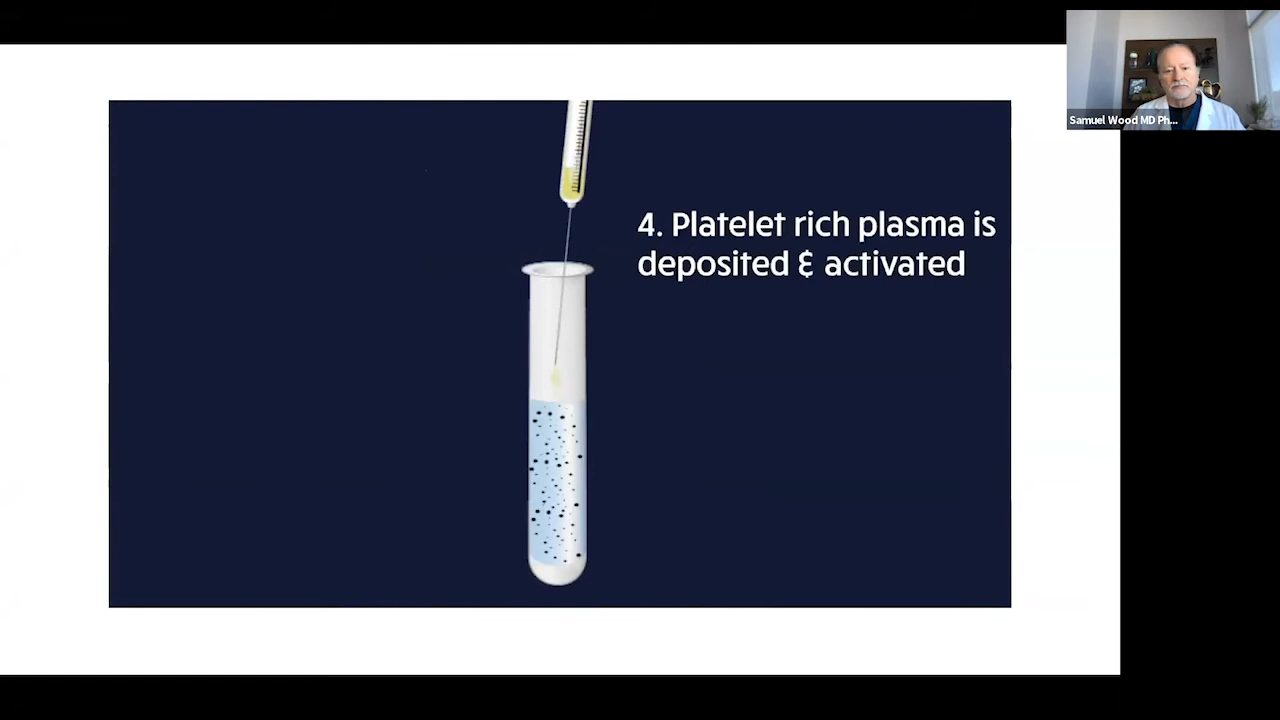 Samuel Wood MD Ph...
4. Platelet rich plasma is
deposited & activated